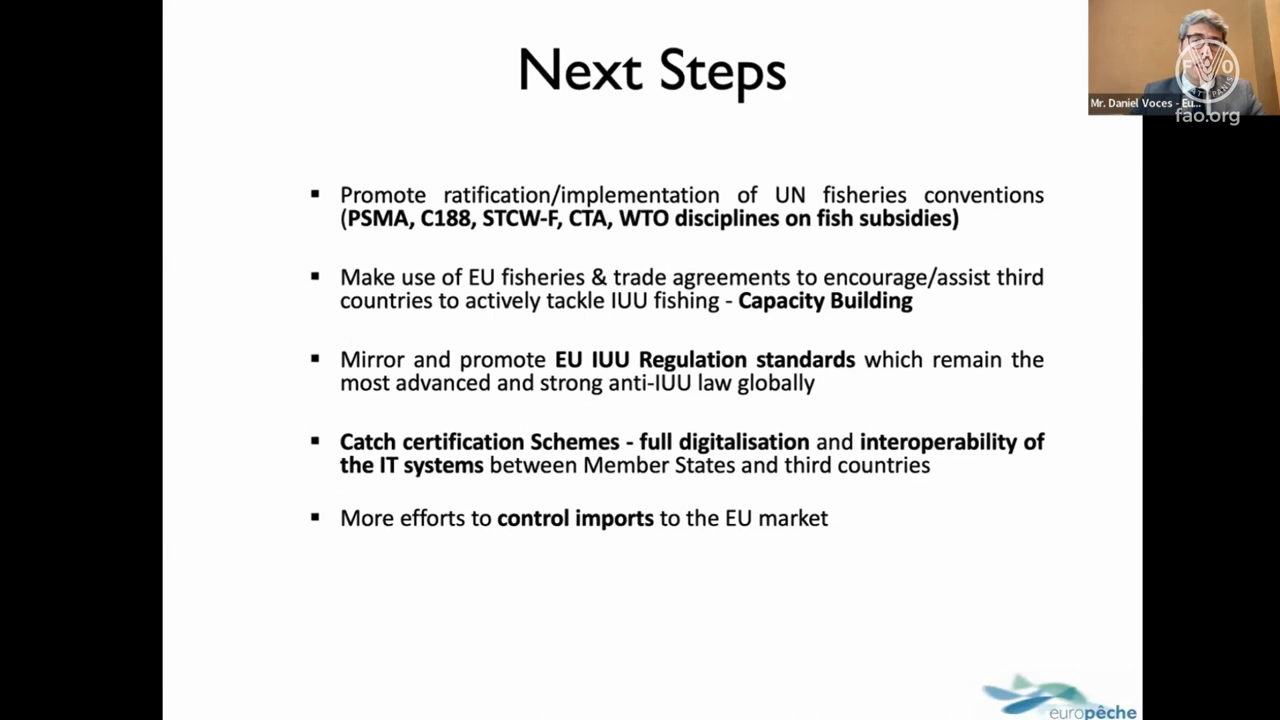 Next Steps
Mr. Daniel Voces - Eu...
FAO
fao.org
▪ Promote ratification/implementation of UN fisheries conventions
(PSMA, C188, STCW-F, CTA, WTO disciplines on fish subsidies)
▪ Make use of EU fisheries & trade agreements to encourage/assist third
countries to actively tackle IUU fishing - Capacity Building
▪ Mirror and promote EU IUU Regulation standards which remain the
most advanced and strong anti-IUU law globally
▪ Catch certification Schemes - full digitalisation and interoperability of
the IT systems between Member States and third countries
▪ More efforts to control imports to the EU market
europêche